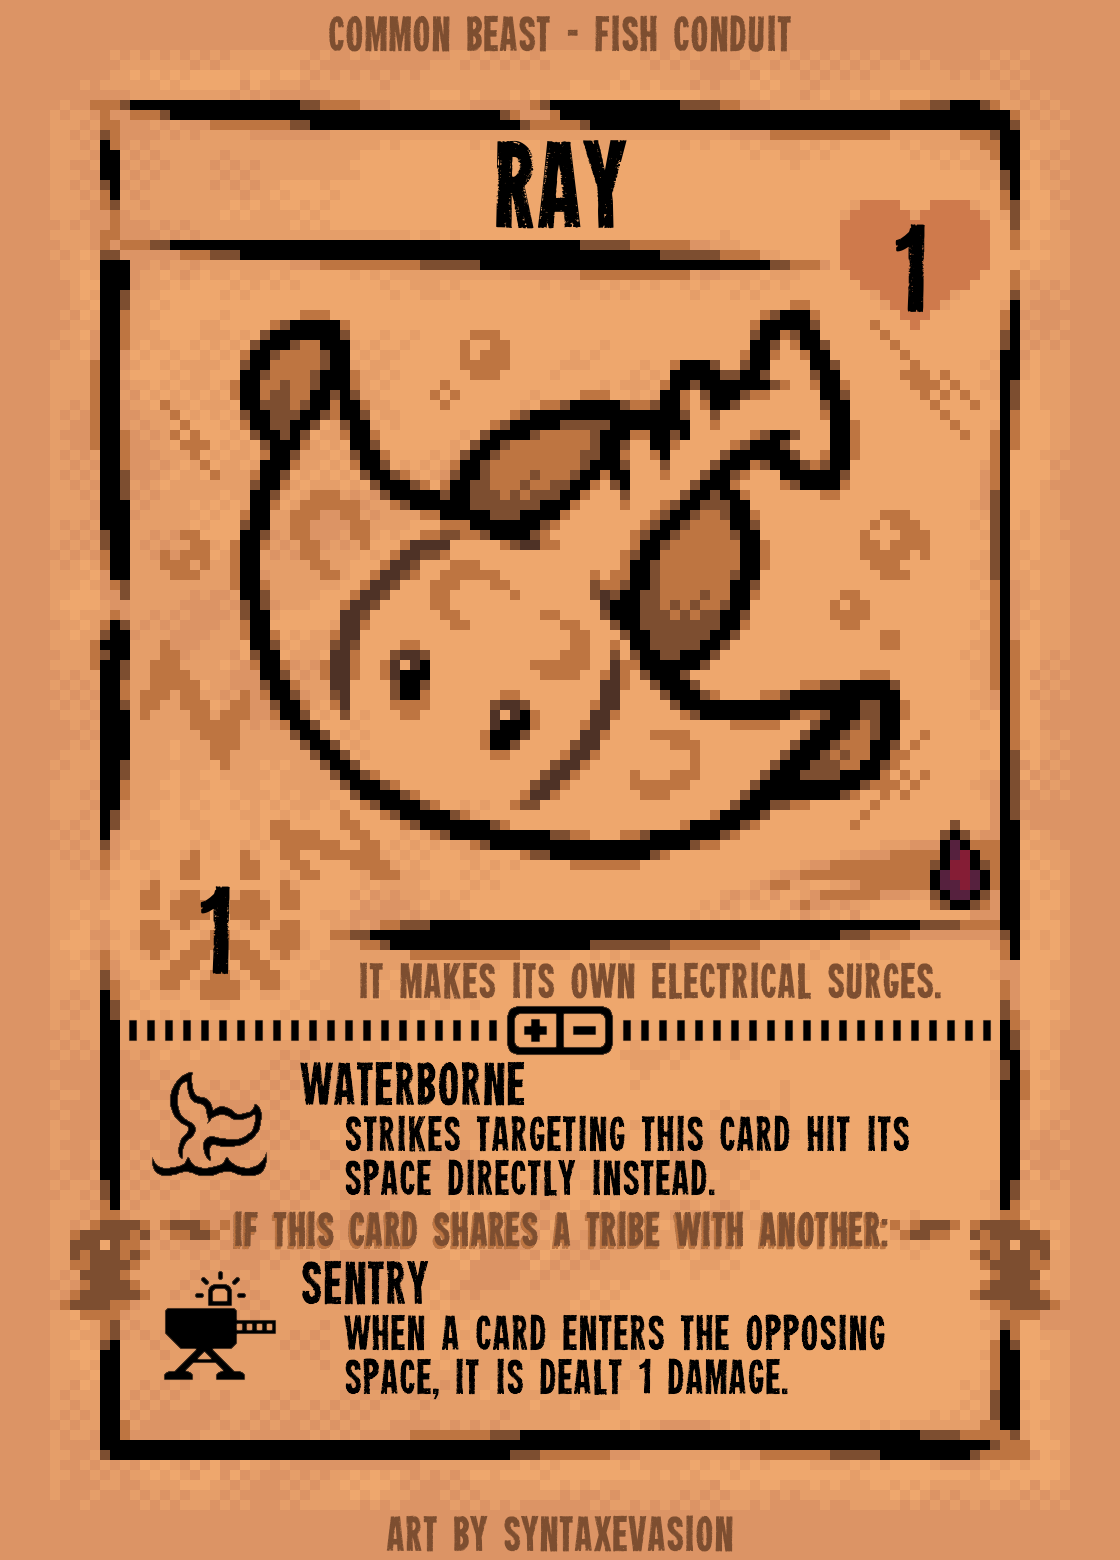 COMMON BEAST - FISH CONDUIT
RAY
1
1
IT MAKES ITS OWN ELECTRICAL SURGES.
WATERBORNE
STRIKES TARGETING THIS CARD HIT ITS
SPACE DIRECTLY INSTEAD.
IF THIS CARD SHARES A TRIBE WITH ANOTHER:
SENTRY
WHEN A CARD ENTERS THE OPPOSING
SPACE, IT IS DEALT 1 DAMAGE.
ART BY SYNTAXEVASION